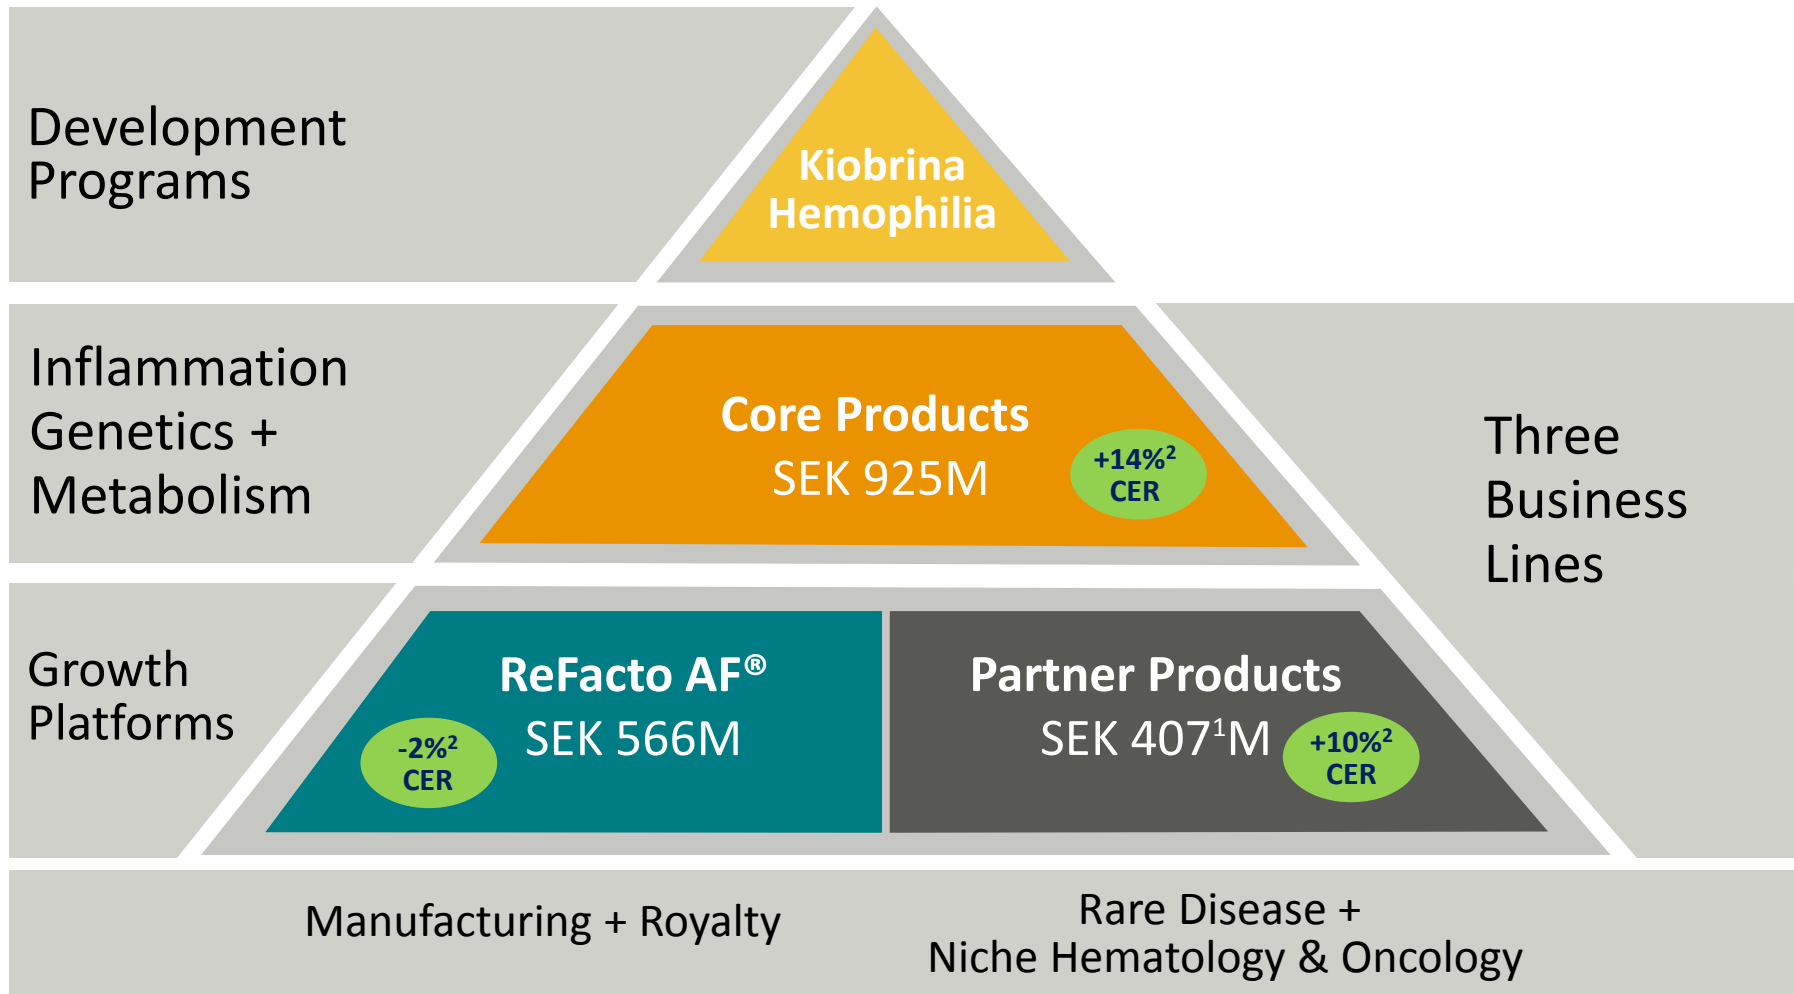 Development
Programs
Kiobrina
Hemophilia
Inflammation
Genetics +
Metabolism
Core Products
SEK 925M
+14%²
CER
Three
Business
Lines
Growth
Platforms
ReFacto AF®
SEK 566M
-2%²
CER
Partner Products
SEK 407¹M
+10%²
CER
Manufacturing + Royalty
Rare Disease +
Niche Hematology & Oncology